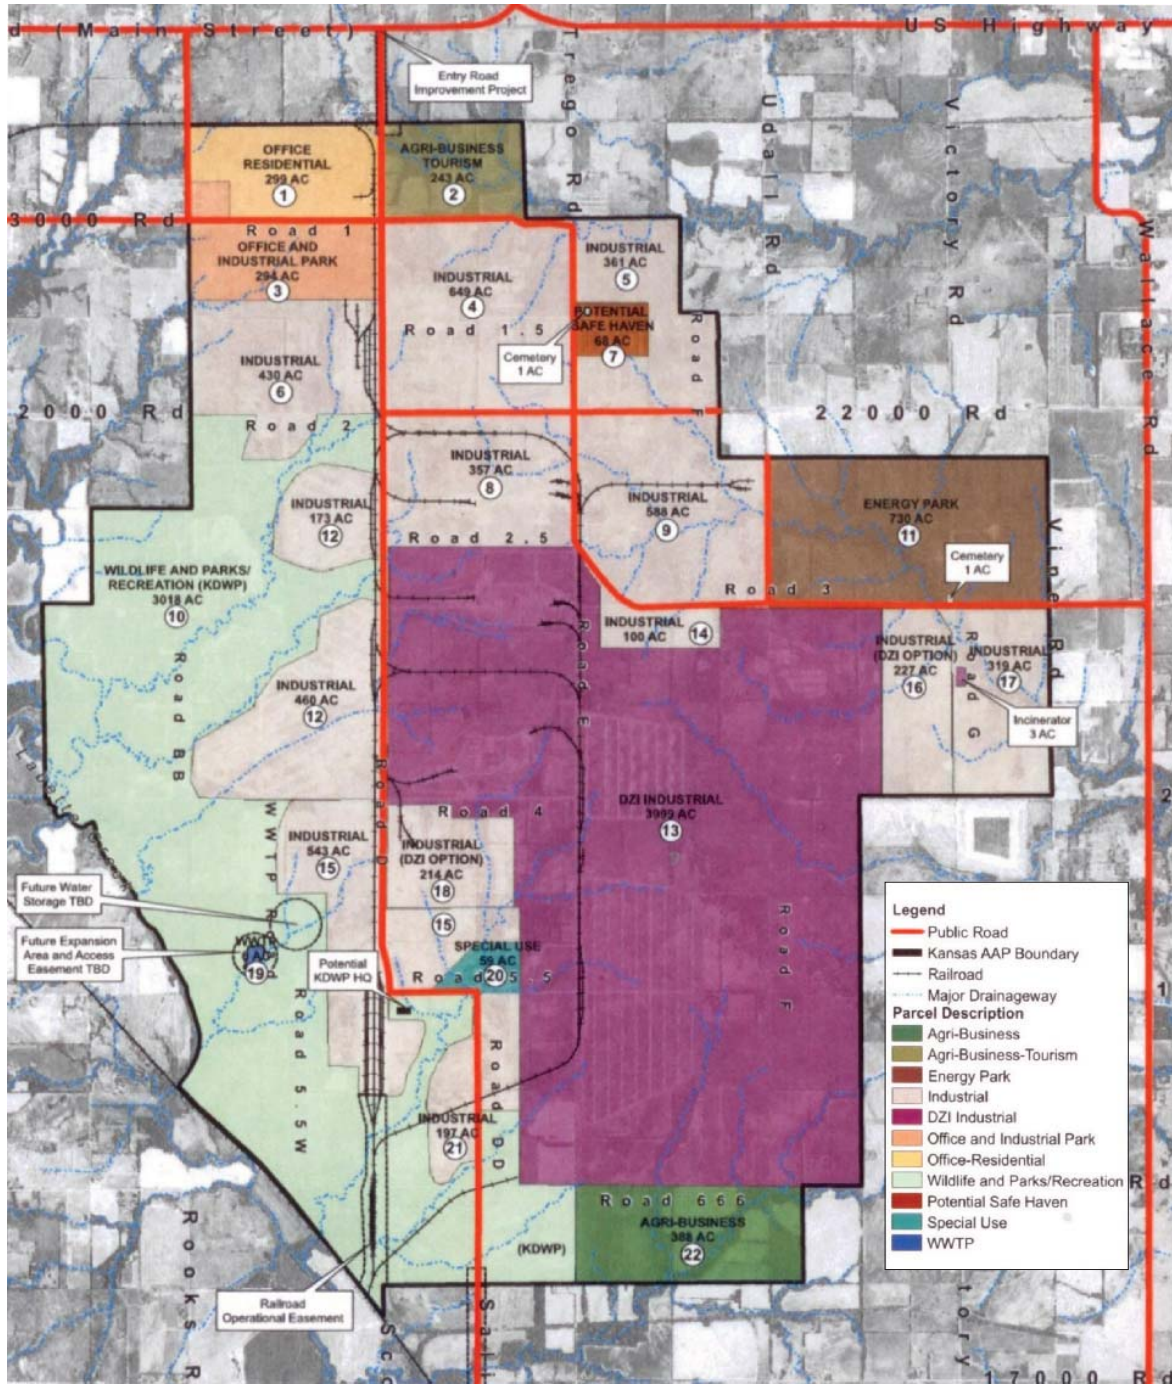 d (Main Street)
US Highway
Entry Road
Improvement Project
Trego Rd
Udall Rd
Victory Rd
Wallace Rd
OFFICE
RESIDENTIAL
299 AC
1
AGRI-BUSINESS
TOURISM
243 AC
2
3000 Rd
Road 1
OFFICE AND
INDUSTRIAL PARK
294 AC
3
INDUSTRIAL
649 AC
4
INDUSTRIAL
361 AC
5
Road 1.5
POTENTIAL
SAFE HAVEN
68 AC
7
Road F
Cemetery
1 AC
INDUSTRIAL
430 AC
6
2000 Rd
22000 Rd
Road 2
INDUSTRIAL
357 AC
8
INDUSTRIAL
173 AC
12
INDUSTRIAL
588 AC
9
ENERGY PARK
730 AC
11
Road 2.5
Cemetery
1 AC
Vine Rd
WILDLIFE AND PARKS/
RECREATION (KDWP)
3018 AC
10
Road 3
INDUSTRIAL
100 AC
14
Road E
Road BB
INDUSTRIAL
460 AC
12
INDUSTRIAL
(DZI OPTION)
227 AC
16
Road G
INDUSTRIAL
319 AC
17
Incinerator
3 AC
Road D
DZI INDUSTRIAL
3909 AC
13
Road 4
WWTP Road
INDUSTRIAL
543 AC
15
INDUSTRIAL
(DZI OPTION)
214 AC
18
2
Future Water
Storage TBD
Future Expansion
Area and Access
Easement TBD
WWTP
19
15
SPECIAL USE
59 AC
20
Potential
KDWP HQ
Road 5.5
Road 5.5W
Road F
1
Road DD
INDUSTRIAL
197 AC
21
Road 666
AGRI-BUSINESS
388 AC
22
(KDWP)
Railroad
Operational Easement
Rooks R
Sali
tory
17000 Rd
Rd
Legend
Public Road
Kansas AAP Boundary
Railroad
Major Drainageway
Parcel Description
Agri-Business
Agri-Business-Tourism
Energy Park
Industrial
DZI Industrial
Office and Industrial Park
Office-Residential
Wildlife and Parks/Recreation
Potential Safe Haven
Special Use
WWTP